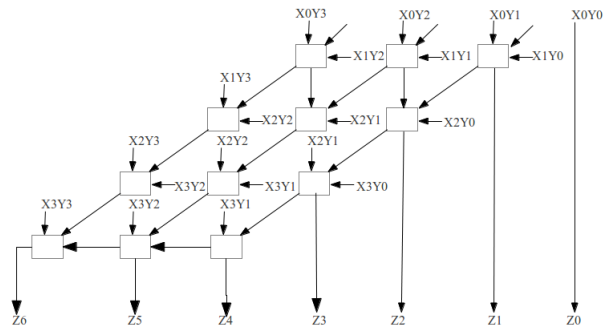 X0Y3 X0Y2 X0Y1 X0Y0
X1Y2 X1Y1 X1Y0
X1Y3
X2Y2 X2Y1 X2Y0
X2Y3 X2Y2 X2Y1
X3Y2 X3Y1 X3Y0
X3Y3 X3Y2 X3Y1
Z6 Z5 Z4 Z3 Z2 Z1 Z0